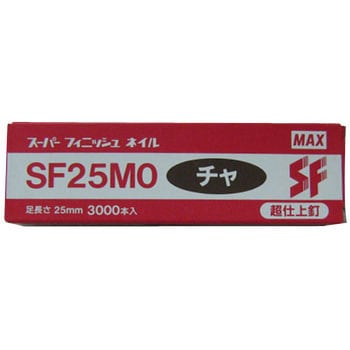 スーパー フィニッシュ ネイル
MAX
SF25MO
チャ
SF
足長さ 25mm 3000本入
超仕上釘